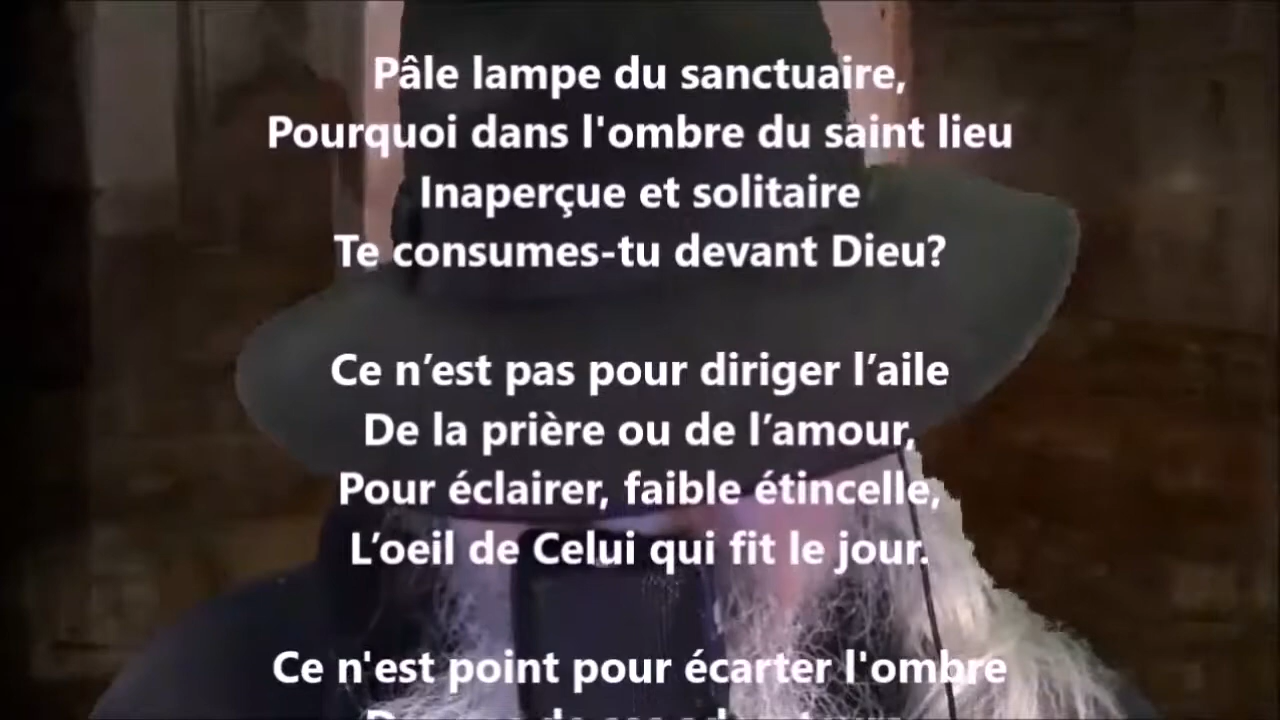 Pâle lampe du sanctuaire,
Pourquoi dans l'ombre du saint lieu
Inaperçue et solitaire
Te consumes-tu devant Dieu?
Ce n’est pas pour diriger l’aile
De la prière ou de l’amour,
Pour éclairer, faible étincelle,
L’oeil de Celui qui fit le jour.
Ce n'est point pour écarter l'ombre